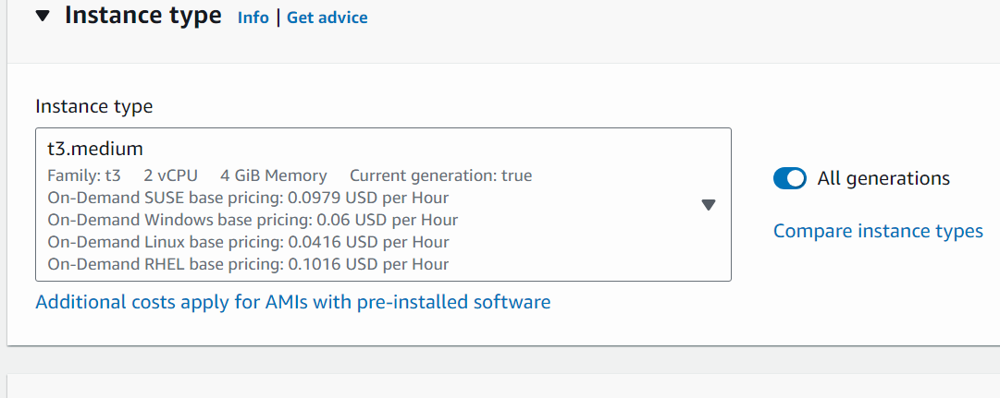 Instance type Info | Get advice
Instance type
t3.medium
Family: t3 2 vCPU 4 GiB Memory Current generation: true
On-Demand SUSE base pricing: 0.0979 USD per Hour
On-Demand Windows base pricing: 0.06 USD per Hour
On-Demand Linux base pricing: 0.0416 USD per Hour
On-Demand RHEL base pricing: 0.1016 USD per Hour
All generations
Compare instance types
Additional costs apply for AMIs with pre-installed software